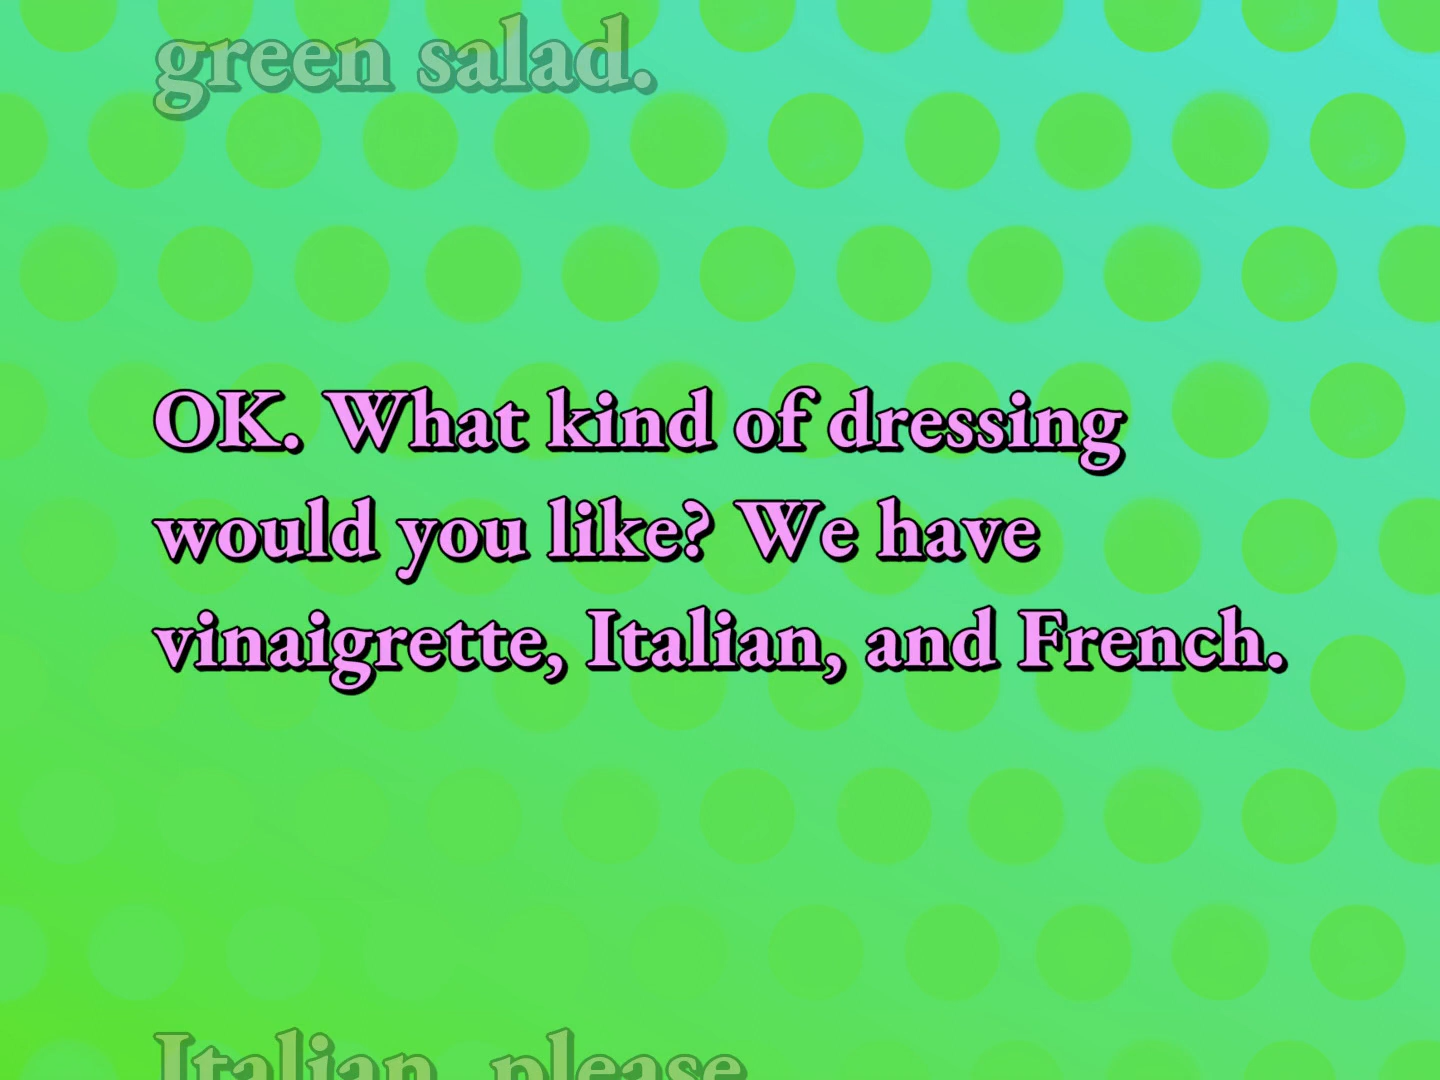 green salad.
OK. What kind of dressing
would you like? We have
vinaigrette, Italian, and French.
Italian, please